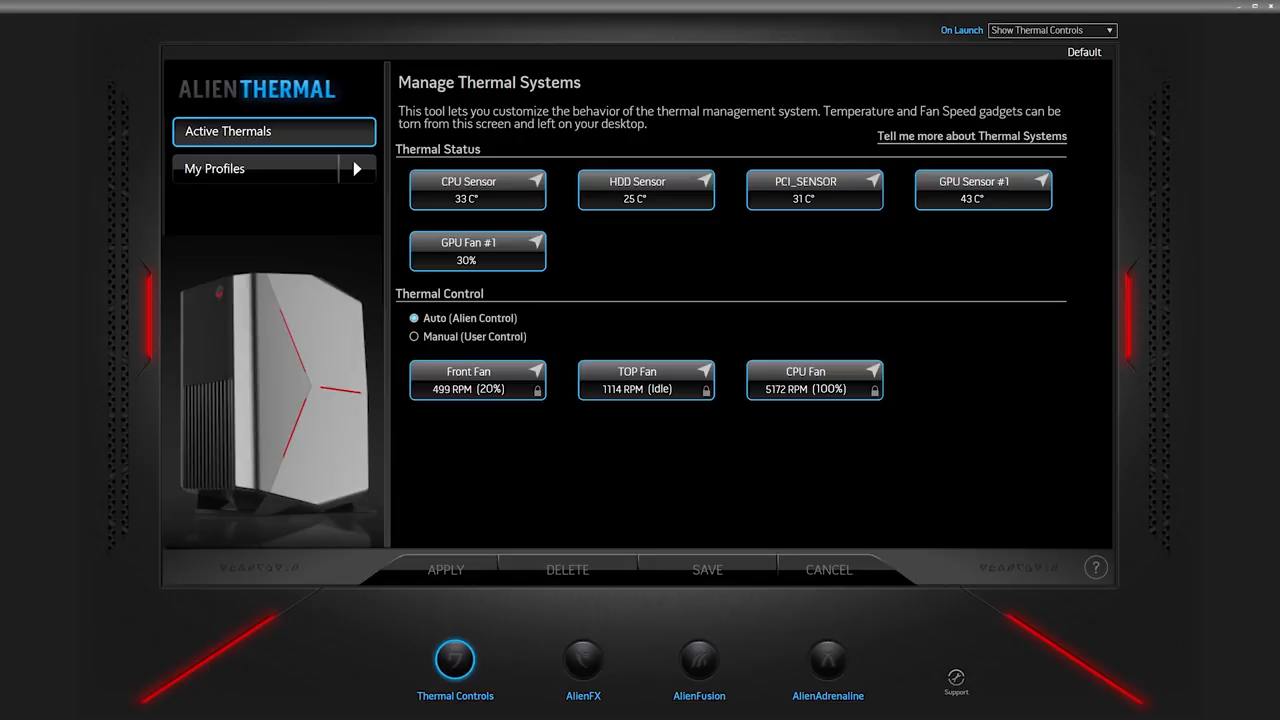 On Launch Show Thermal Controls
Default
ALIENTHERMAL
Active Thermals
My Profiles
Manage Thermal Systems
This tool lets you customize the behavior of the thermal management system. Temperature and Fan Speed gadgets can be
torn from this screen and left on your desktop.
Tell me more about Thermal Systems
Thermal Status
CPU Sensor
33 C°
HDD Sensor
25 C°
PCI_SENSOR
31 C°
GPU Sensor #1
43 C°
GPU Fan #1
30%
Thermal Control
Auto (Alien Control)
Manual (User Control)
Front Fan
499 RPM (20%)
TOP Fan
1114 RPM (Idle)
CPU Fan
5172 RPM (100%)
APPLY DELETE SAVE CANCEL ?
Thermal Controls AlienFX AlienFusion AlienAdrenaline Support